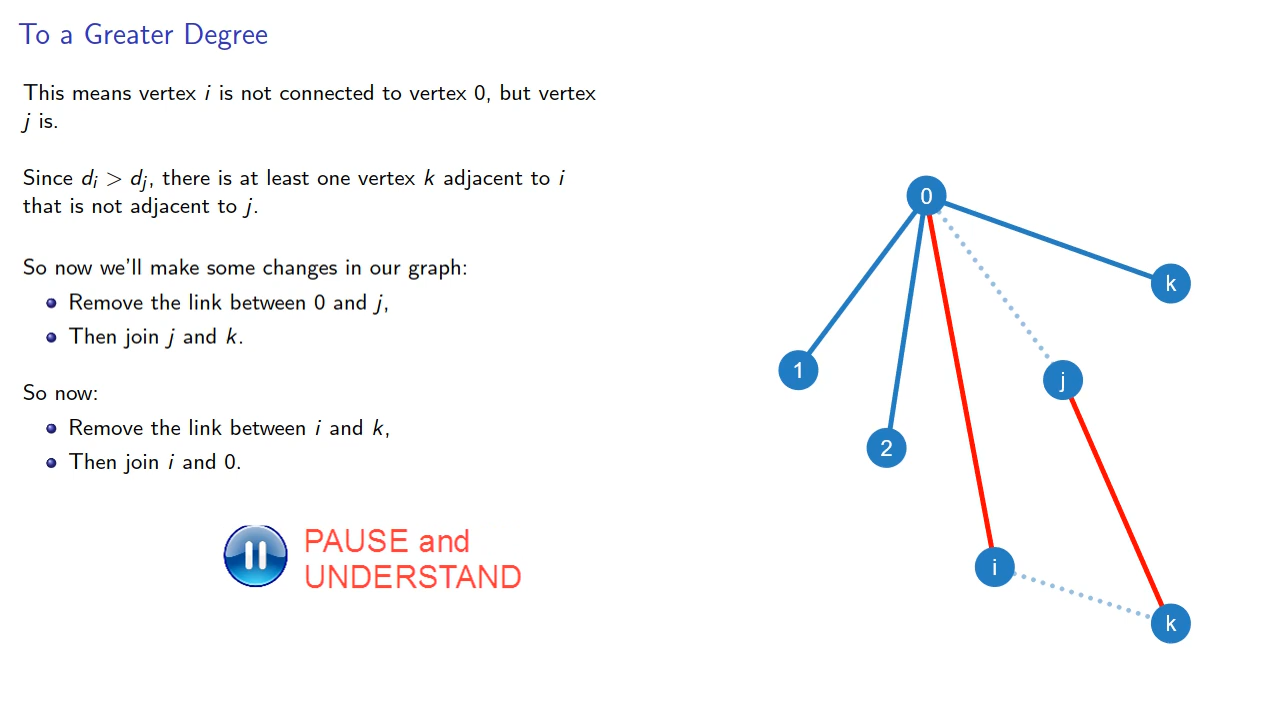 To a Greater Degree
This means vertex i is not connected to vertex 0, but vertex
j is.
Since di > dj, there is at least one vertex k adjacent to i
that is not adjacent to j.
So now we'll make some changes in our graph:
Remove the link between 0 and j,
Then join j and k.
So now:
Remove the link between i and k,
Then join i and 0.
PAUSE and
UNDERSTAND
0
k
1
j
2
i
k